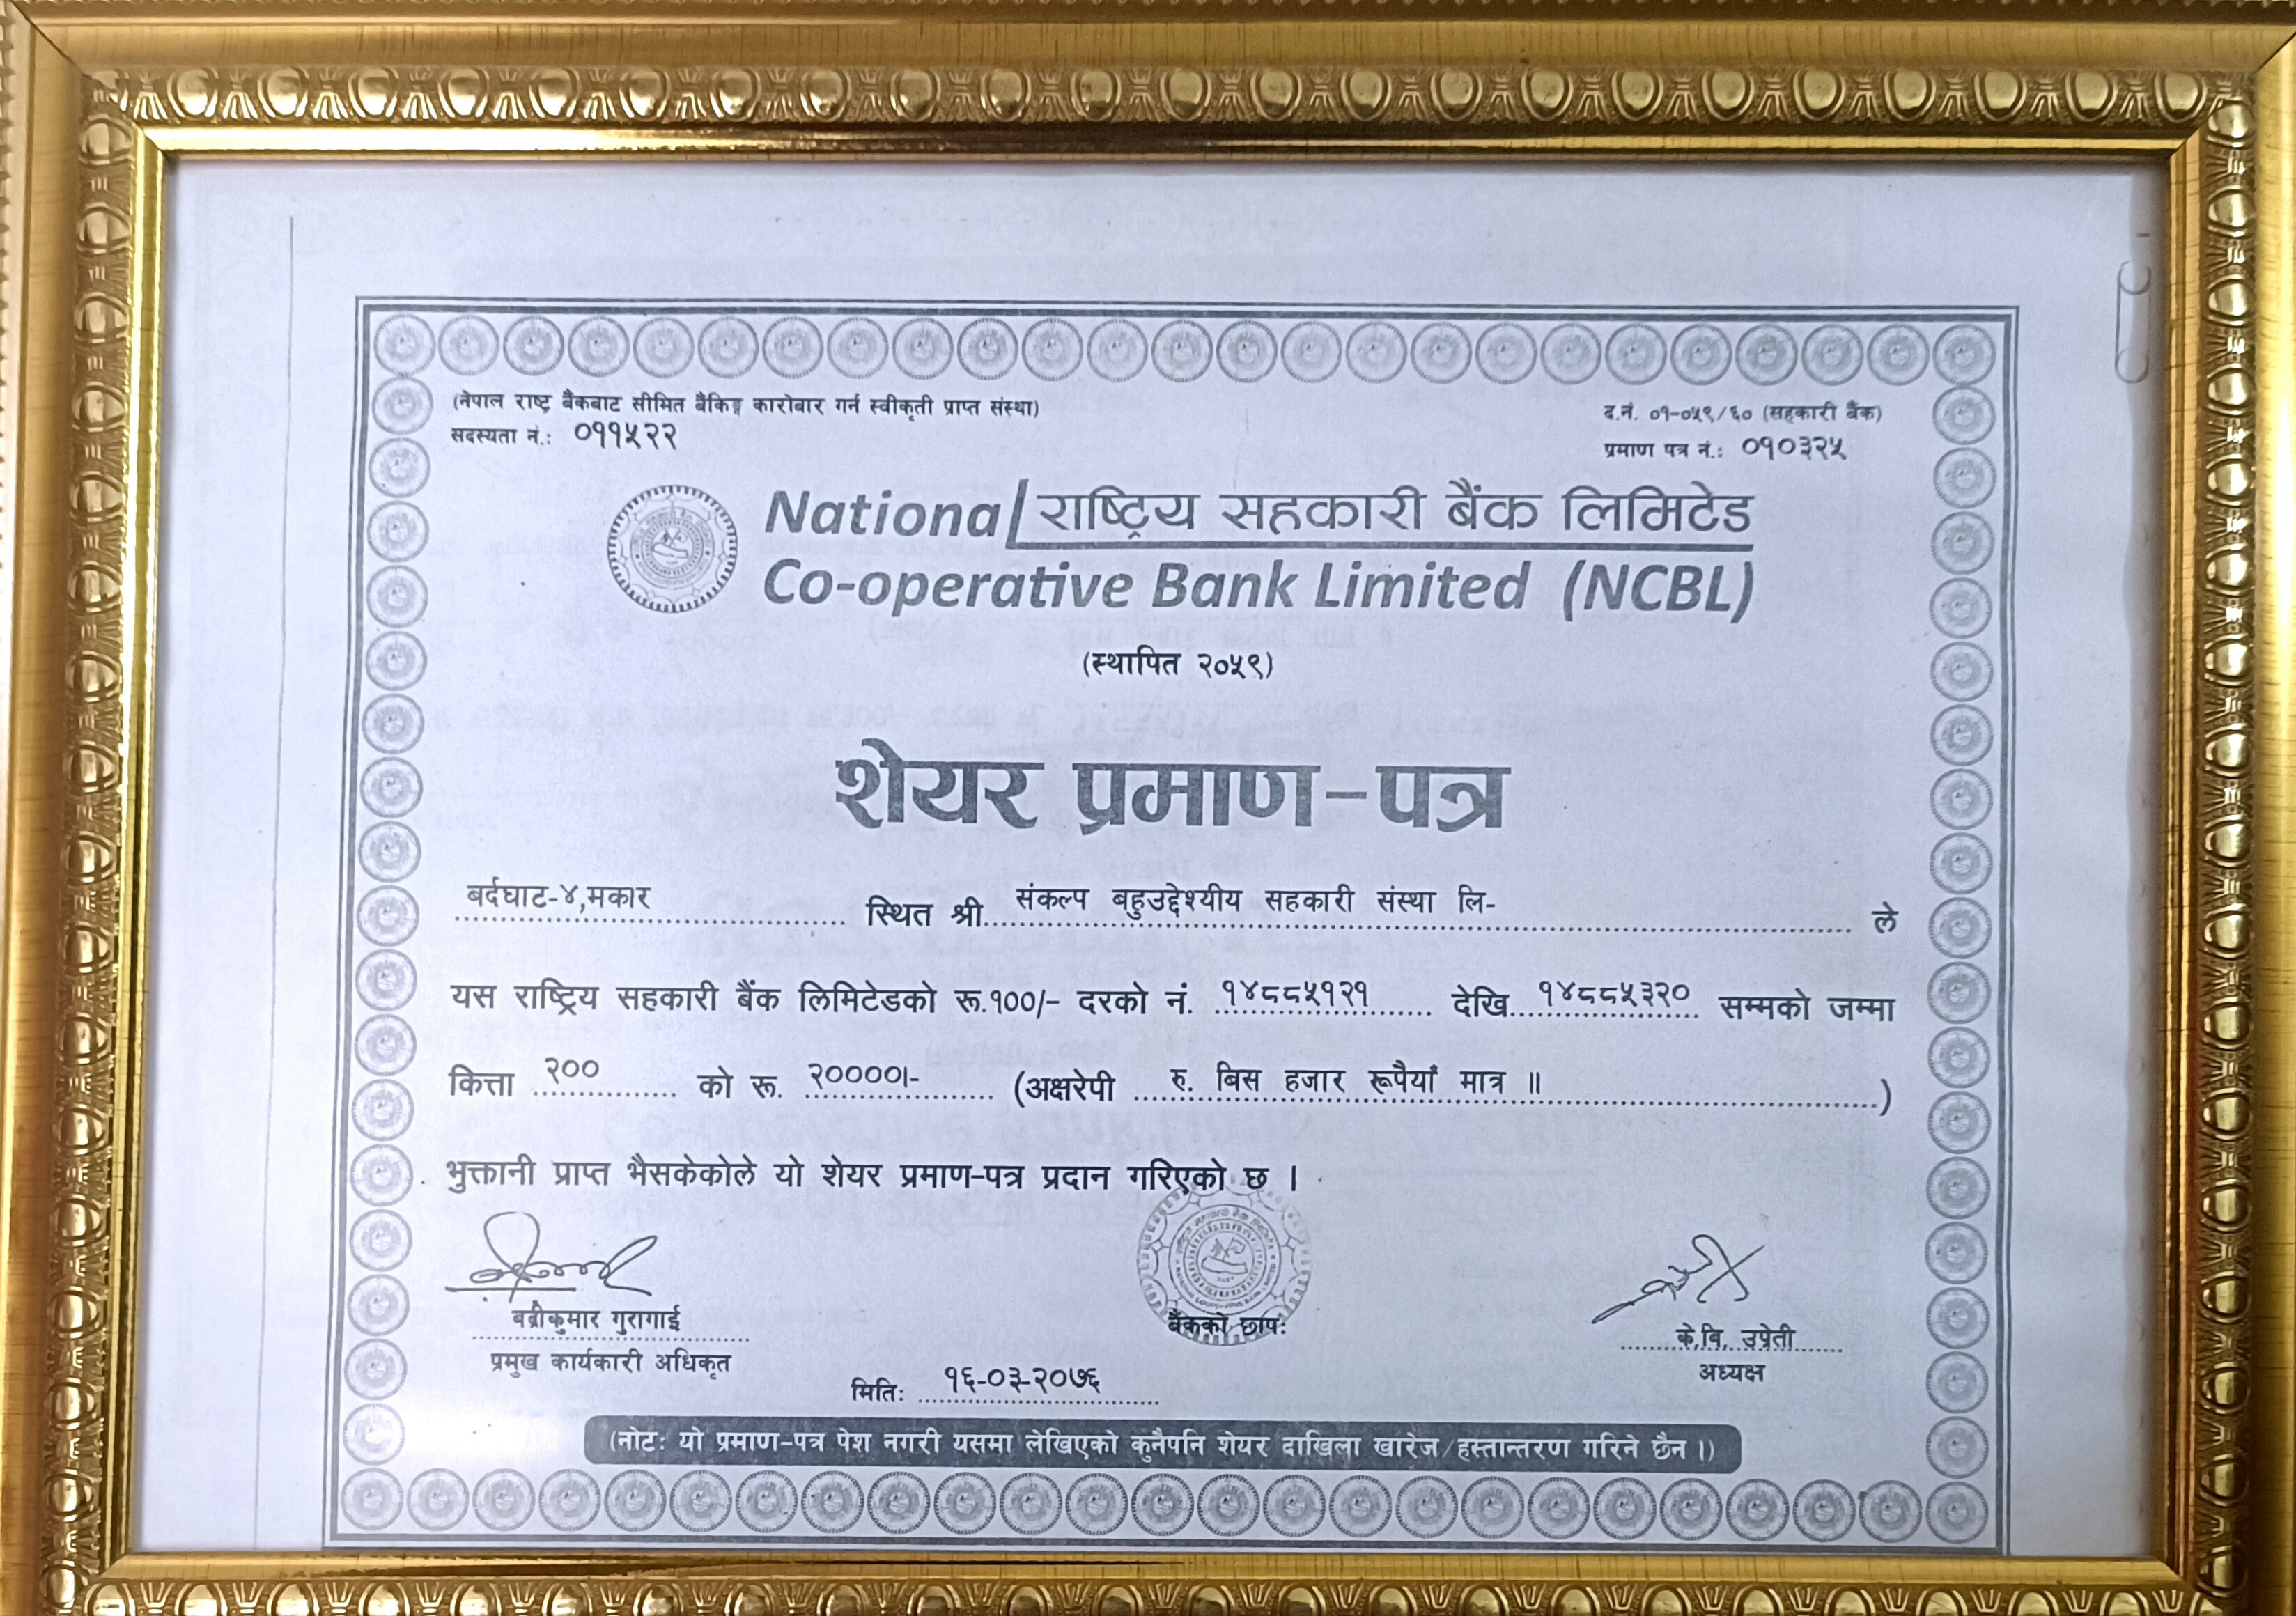 (नेपाल राष्ट्र बैंकबाट सीमित बैकिङ्ग कारोबार गर्न स्वीकृती प्राप्त संस्था)
सदस्यता नं.: ०११५२२
द.नं. ०१-०५९/६० (सहकारी बैंक)
प्रमाण पत्र नं.: ०१०३२५
National राष्ट्रिय सहकारी बैंक लिमिटेड
Co-operative Bank Limited (NCBL)
(स्थापित २०५९)
शेयर प्रमाण-पत्र
बर्दघाट-४,मकार स्थित श्री संकल्प बहुउद्देश्यीय सहकारी संस्था लि- ले
यस राष्ट्रिय सहकारी बैंक लिमिटेडको रू.१००/- दरको नं. १४८८५१२१ देखि १४८८५३२० सम्मको जम्मा
कित्ता २०० को रू. २००००।- (अक्षरेपी रु. बिस हजार रूपैयाँ मात्र ॥)
भुक्तानी प्राप्त भैसकेकोले यो शेयर प्रमाण-पत्र प्रदान गरिएको छ ।
बद्रीकुमार गुरागाई
प्रमुख कार्यकारी अधिकृत
बैंकको छाप:
के.बि. उप्रेती
अध्यक्ष
मिति: १६-०३-२०७६
(नोट: यो प्रमाण-पत्र पेश नगरी यसमा लेखिएको कुनैपनि शेयर दाखिला खारेज/हस्तान्तरण गरिने छैन ।)